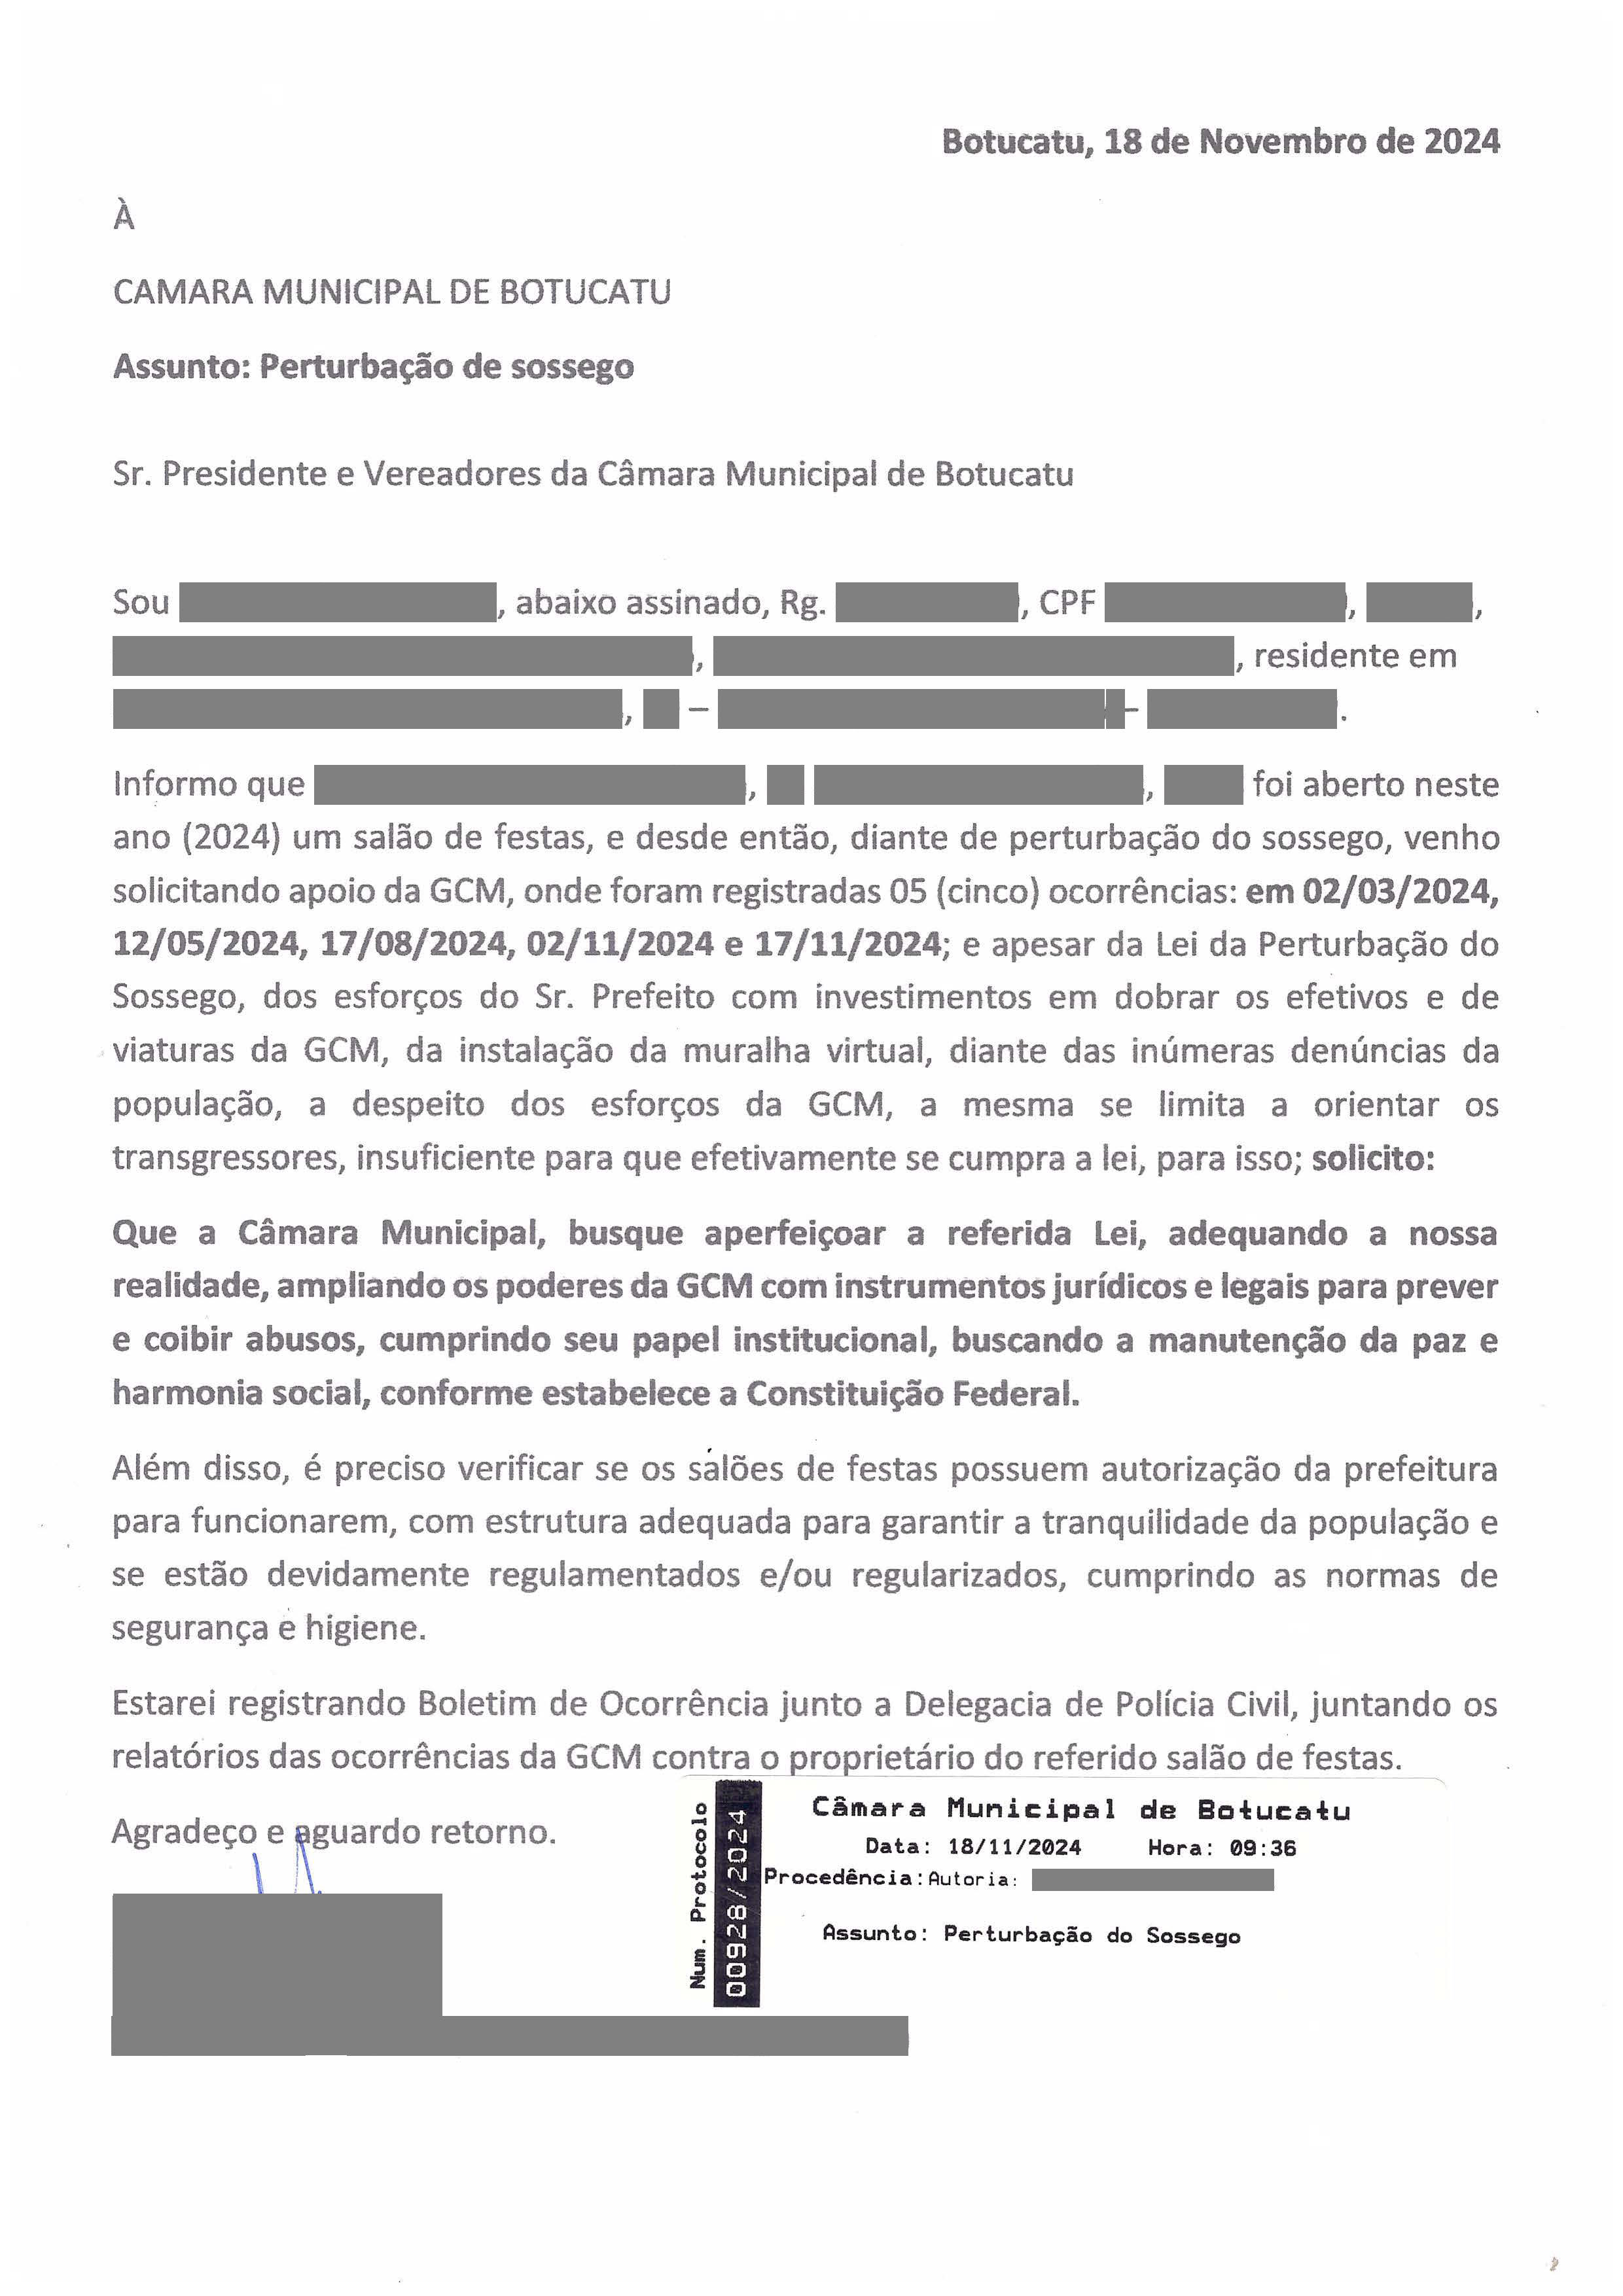 Botucatu, 18 de Novembro de 2024
À
CAMARA MUNICIPAL DE BOTUCATU
Assunto: Perturbação de sossego
Sr. Presidente e Vereadores da Câmara Municipal de Botucatu
Sou , abaixo assinado, Rg. , CPF , ,
, , residente em
, – – .
Informo que , , foi aberto neste
ano (2024) um salão de festas, e desde então, diante de perturbação do sossego, venho
solicitando apoio da GCM, onde foram registradas 05 (cinco) ocorrências: em 02/03/2024,
12/05/2024, 17/08/2024, 02/11/2024 e 17/11/2024; e apesar da Lei da Perturbação do
Sossego, dos esforços do Sr. Prefeito com investimentos em dobrar os efetivos e de
viaturas da GCM, da instalação da muralha virtual, diante das inúmeras denúncias da
população, a despeito dos esforços da GCM, a mesma se limita a orientar os
transgressores, insuficiente para que efetivamente se cumpra a lei, para isso; solicito:
Que a Câmara Municipal, busque aperfeiçoar a referida Lei, adequando a nossa
realidade, ampliando os poderes da GCM com instrumentos jurídicos e legais para prever
e coibir abusos, cumprindo seu papel institucional, buscando a manutenção da paz e
harmonia social, conforme estabelece a Constituição Federal.
Além disso, é preciso verificar se os salões de festas possuem autorização da prefeitura
para funcionarem, com estrutura adequada para garantir a tranquilidade da população e
se estão devidamente regulamentados e/ou regularizados, cumprindo as normas de
segurança e higiene.
Estarei registrando Boletim de Ocorrência junto a Delegacia de Polícia Civil, juntando os
relatórios das ocorrências da GCM contra o proprietário do referido salão de festas.
Agradeço e aguardo retorno.
Num. Protocolo
00928/2024
Câmara Municipal de Botucatu
Data: 18/11/2024 Hora: 09:36
Procedência:Autoria:
Assunto: Perturbação do Sossego